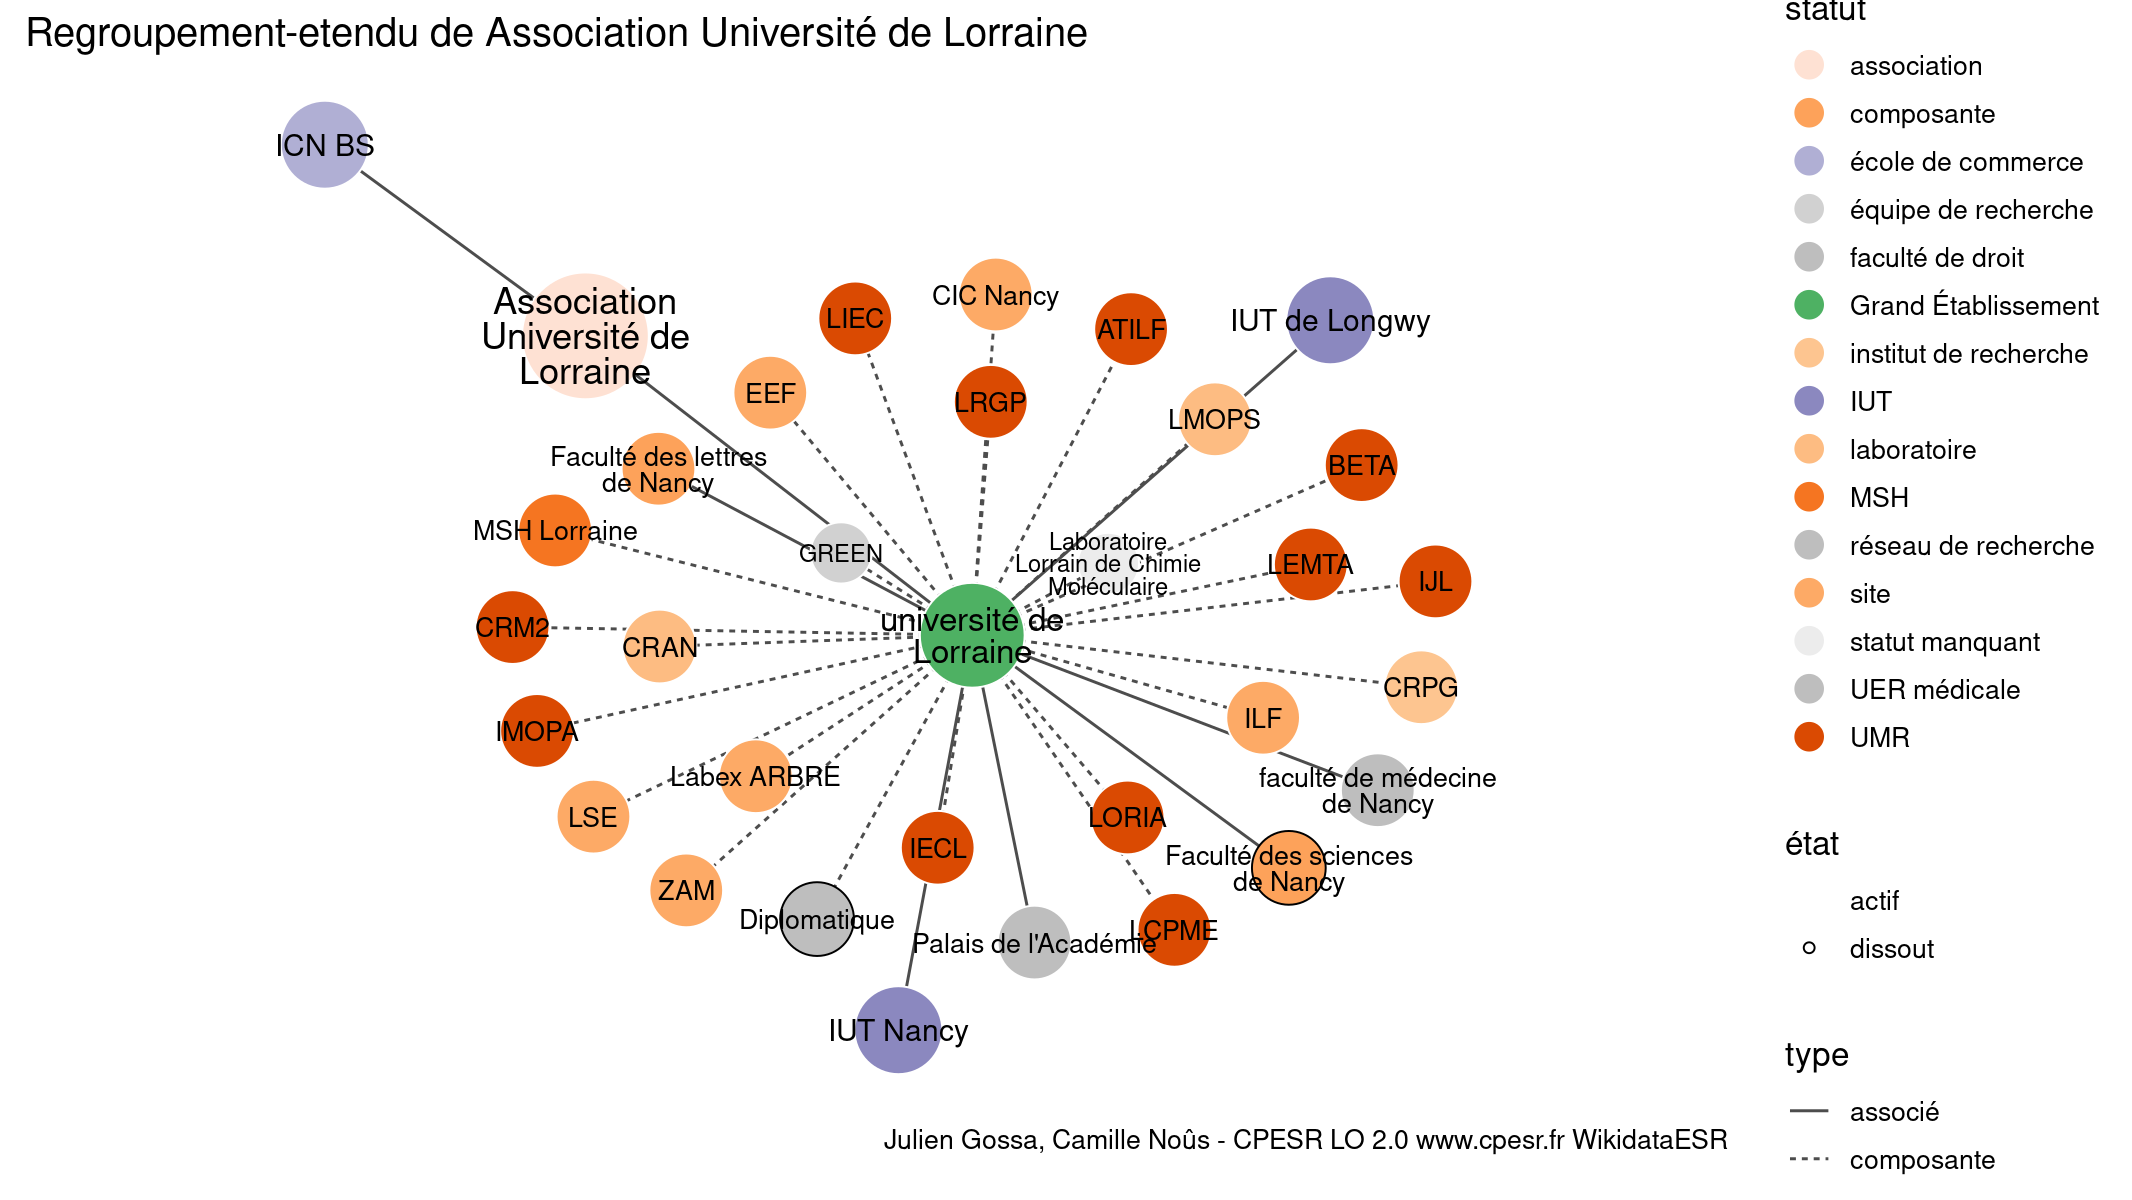 Regroupement-etendu de Association Université de Lorraine
ICN BS
Association
Université de
Lorraine
LIEC
CIC Nancy
ATILF
IUT de Longwy
EEF
LRGP
LMOPS
Faculté des lettres
de Nancy
BETA
MSH Lorraine
GREEN
Laboratoire
Lorrain de Chimie
Moléculaire
LEMTA
IJL
CRM2
CRAN
université de
Lorraine
CRPG
IMOPA
ILF
Labex ARBRE
faculté de médecine
de Nancy
LSE
LORIA
IECL
Faculté des sciences
de Nancy
ZAM
Diplomatique
Palais de l'Académie
LCPME
IUT Nancy
Julien Gossa, Camille Noûs - CPESR LO 2.0 www.cpesr.fr WikidataESR
statut
association
composante
école de commerce
équipe de recherche
faculté de droit
Grand Établissement
institut de recherche
IUT
laboratoire
MSH
réseau de recherche
site
statut manquant
UER médicale
UMR
état
actif
dissout
type
associé
composante